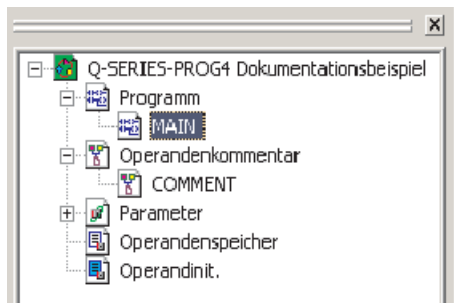 Q-SERIES-PROG4 Dokumentationsbeispiel
Programm
MAIN
Operandenkommentar
COMMENT
Parameter
Operandenspeicher
Operandinit.